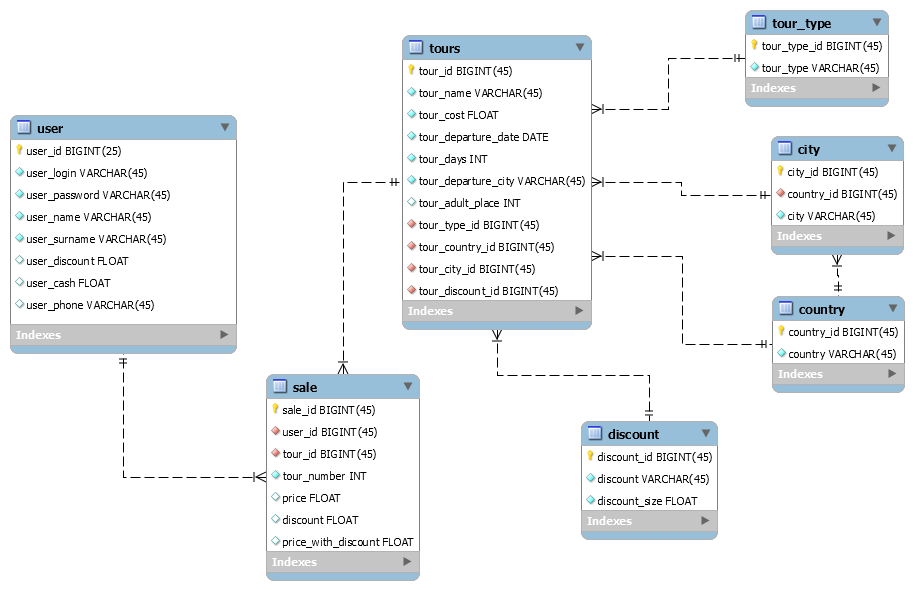 tour_type
tour_type_id BIGINT(45)
tour_type VARCHAR(45)
Indexes
tours
tour_id BIGINT(45)
tour_name VARCHAR(45)
tour_cost FLOAT
tour_departure_date DATE
tour_days INT
tour_departure_city VARCHAR(45)
tour_adult_place INT
tour_type_id BIGINT(45)
tour_country_id BIGINT(45)
tour_city_id BIGINT(45)
tour_discount_id BIGINT(45)
Indexes
user
user_id BIGINT(25)
user_login VARCHAR(45)
user_password VARCHAR(45)
user_name VARCHAR(45)
user_surname VARCHAR(45)
user_discount FLOAT
user_cash FLOAT
user_phone VARCHAR(45)
Indexes
city
city_id BIGINT(45)
country_id BIGINT(45)
city VARCHAR(45)
Indexes
country
country_id BIGINT(45)
country VARCHAR(45)
Indexes
sale
sale_id BIGINT(45)
user_id BIGINT(45)
tour_id BIGINT(45)
tour_number INT
price FLOAT
discount FLOAT
price_with_discount FLOAT
Indexes
discount
discount_id BIGINT(45)
discount VARCHAR(45)
discount_size FLOAT
Indexes